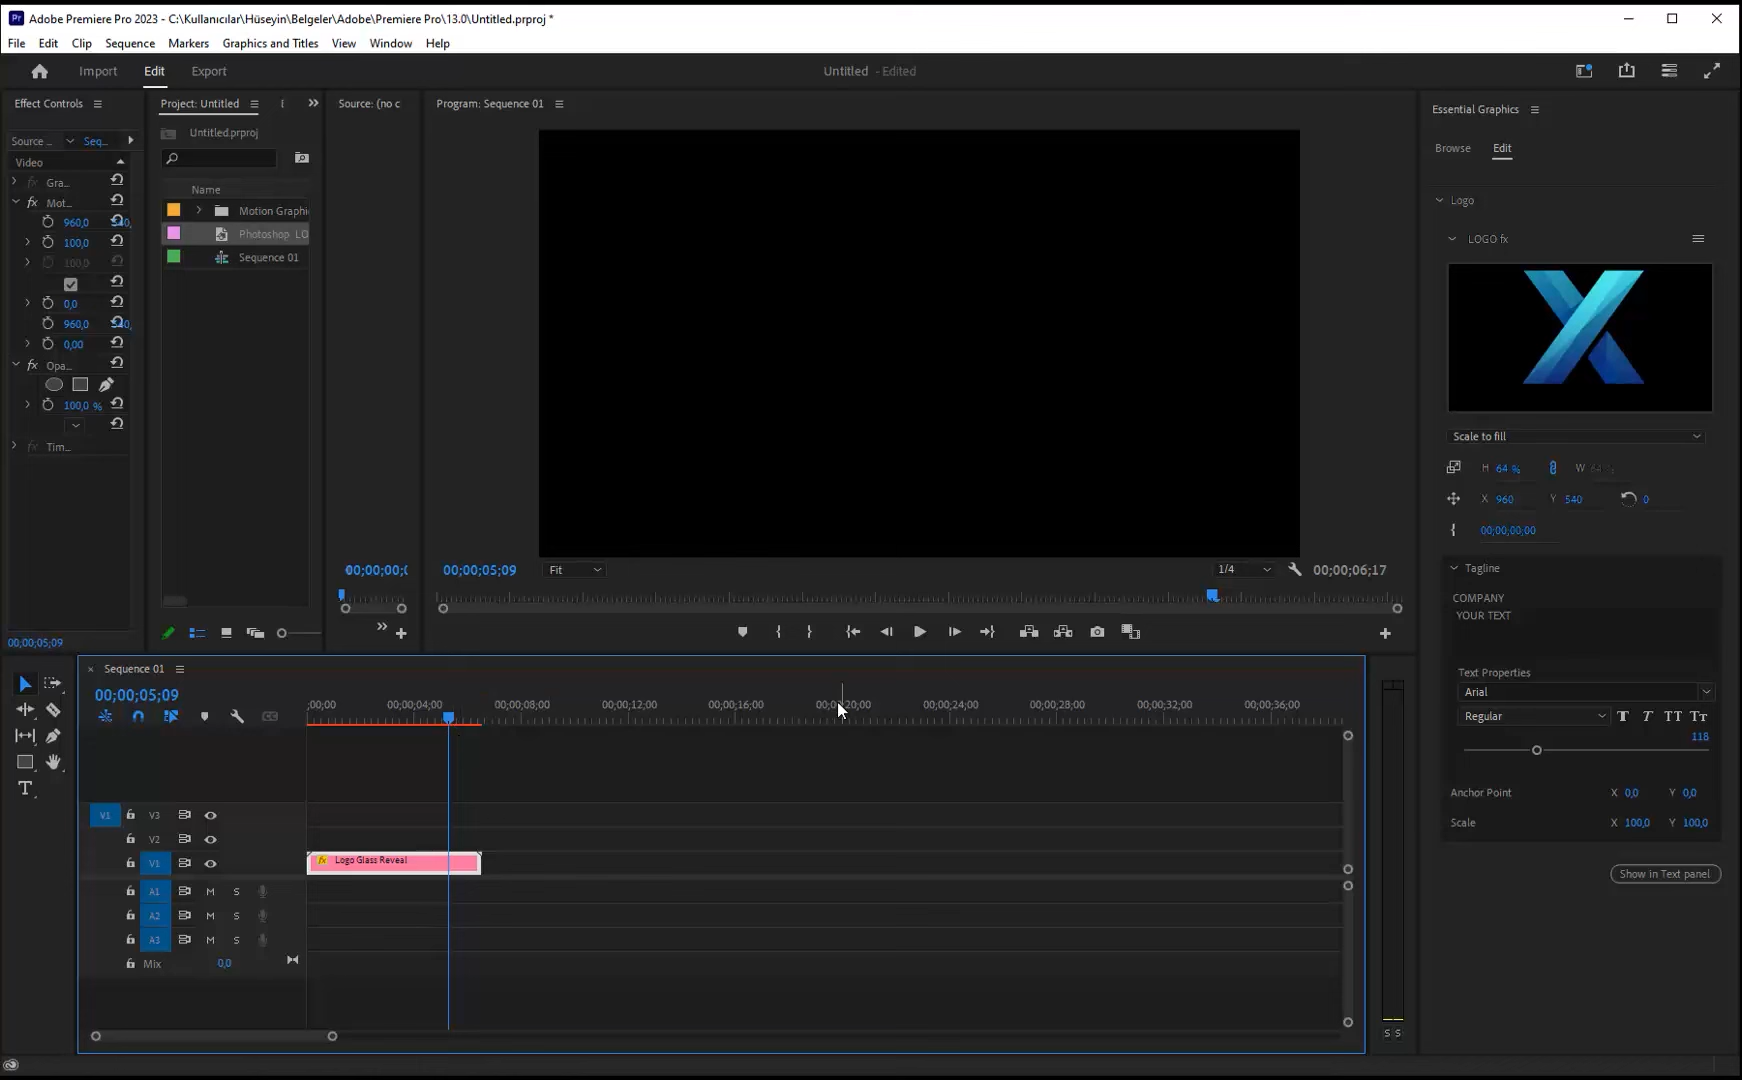 Adobe Premiere Pro 2023 - C:\Kullanıcılar\Hüseyin\Belgeler\Adobe\Premiere Pro\13.0\Untitled.prproj *
File Edit Clip Sequence Markers Graphics and Titles View Window Help
Import Edit Export Untitled - Edited
Effect Controls Project: Untitled Source: (no c Program: Sequence 01 Essential Graphics
Untitled.prproj
Source ... Seq...
Browse Edit
Video
Name
Gra...
Mot...
Logo
Motion Graphi
960,0 540,
Photoshop LO
LOGO fx
100,0
Sequence 01
100,0
0,0
960,0 540,
0,00
Opa...
100,0 %
Scale to fill
Tim...
H 64 % W 64 %
X 960 Y 540 0
00;00;00;00
00;00;00;0 00;00;05;09 Fit 1/4 00;00;06;17
Tagline
COMPANY
YOUR TEXT
00;00;05;09
Sequence 01
Text Properties
00;00;05;09
Arial
;00;00 00;00;04;00 00;00;08;00 00;00;12;00 00;00;16;00 00;00;20;00 00;00;24;00 00;00;28;00 00;00;32;00 00;00;36;00
Regular T T TT TT
118
Anchor Point X 0,0 Y 0,0
V1 V3
Scale X 100,0 Y 100,0
V2
V1 fx Logo Glass Reveal
Show in Text panel
A1 M S
A2 M S
A3 M S
Mix 0,0
S S